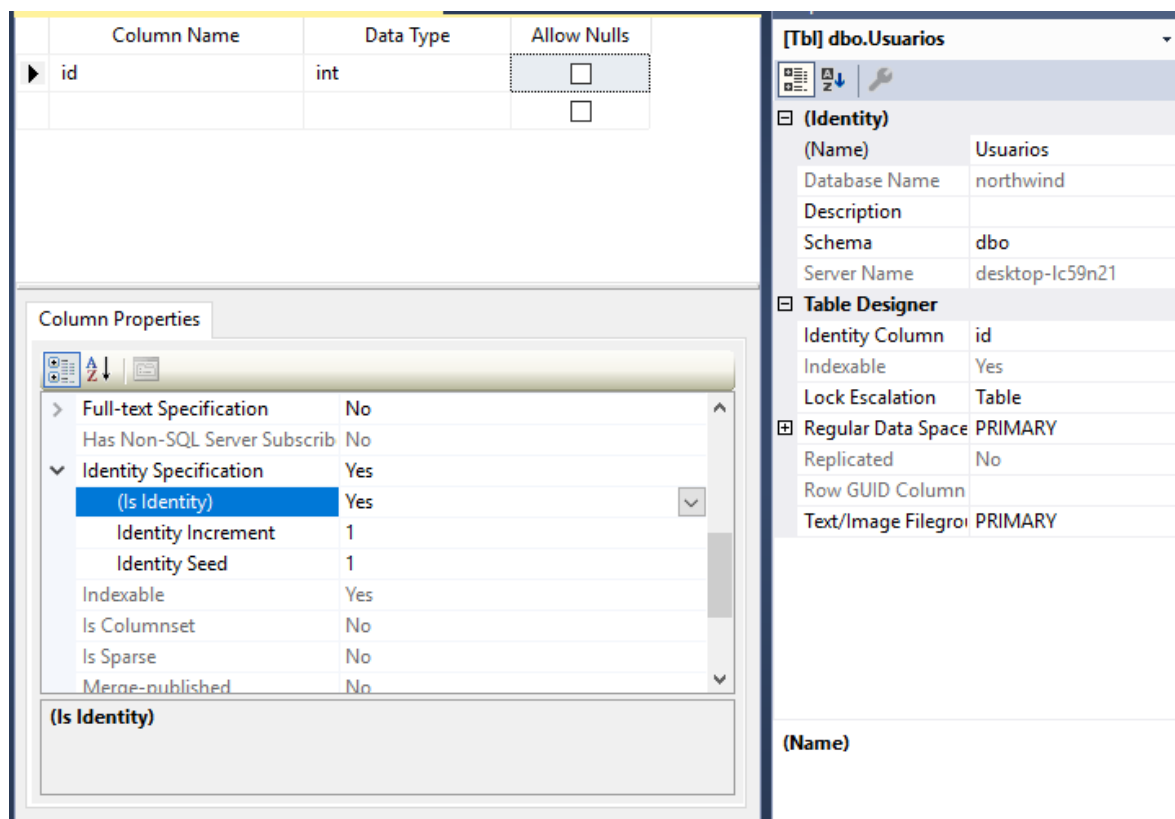 Column Name Data Type Allow Nulls
id int
Column Properties
Full-text Specification No
Has Non-SQL Server Subscrib No
Identity Specification Yes
(Is Identity) Yes
Identity Increment 1
Identity Seed 1
Indexable Yes
Is Columnset No
Is Sparse No
Merge-published No
(Is Identity)
[Tbl] dbo.Usuarios
(Identity)
(Name) Usuarios
Database Name northwind
Description
Schema dbo
Server Name desktop-lc59n21
Table Designer
Identity Column id
Indexable Yes
Lock Escalation Table
Regular Data Space PRIMARY
Replicated No
Row GUID Column
Text/Image Filegrou PRIMARY
(Name)